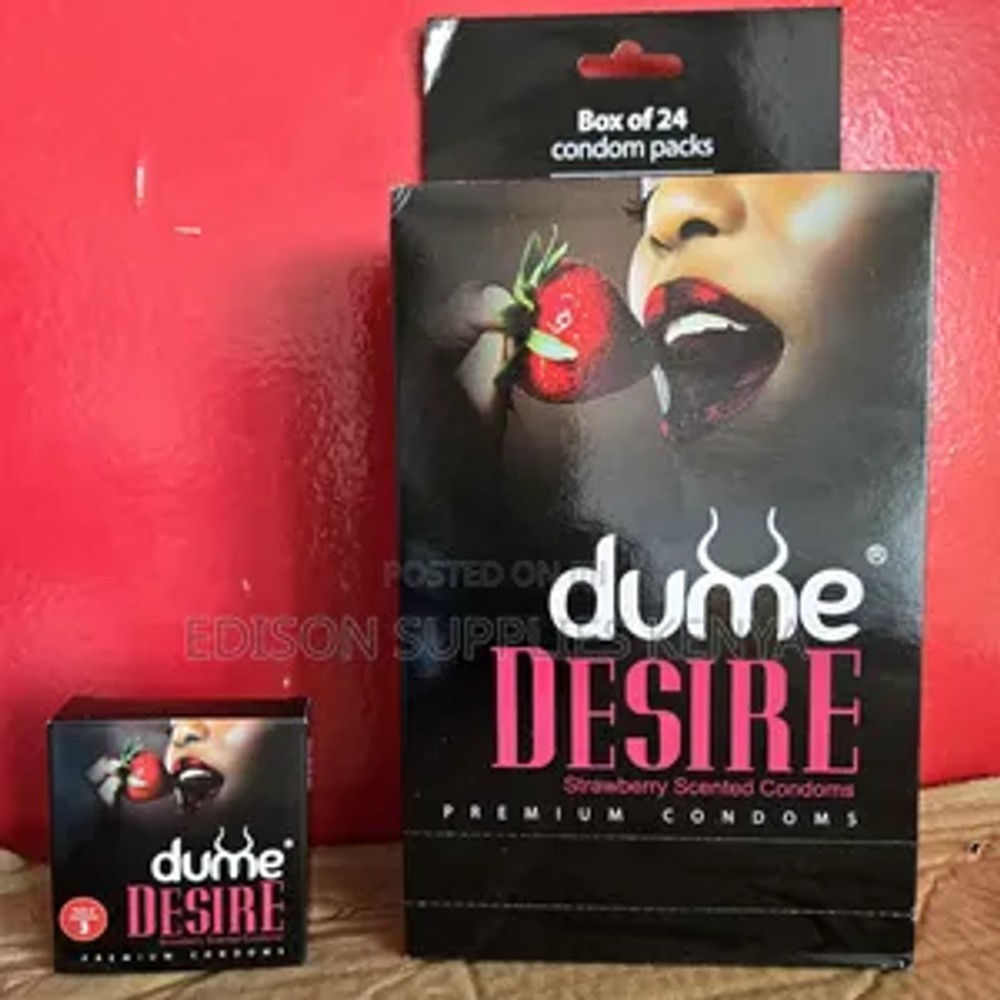 Box of 24
condom packs
dume®
DESIRE
Strawberry Scented Condoms
PREMIUM CONDOMS
POSTED ON
EDISON SUPPLIES KENYA
dume®
DESIRE
3
PREMIUM CONDOMS